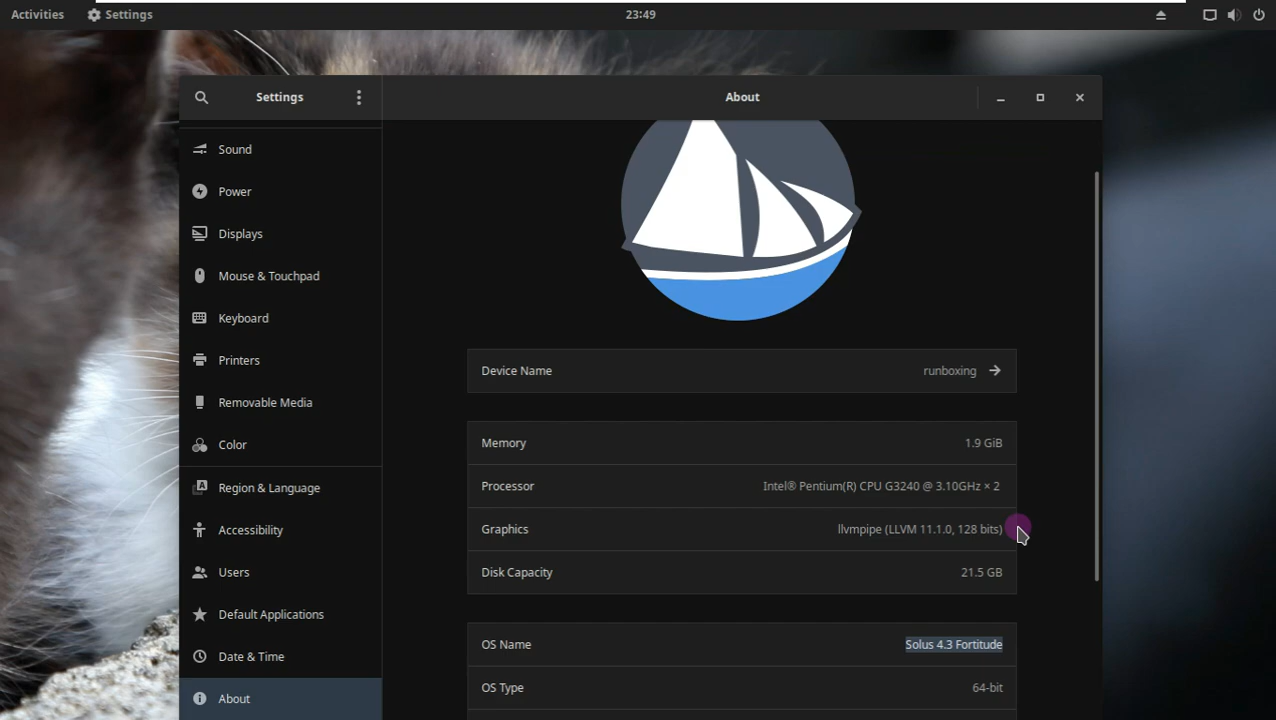 Activities Settings 23:49
Settings About
Sound
Power
Displays
Mouse & Touchpad
Keyboard
Printers
Removable Media
Color
Region & Language
Accessibility
Users
Default Applications
Date & Time
About
Device Name runboxing
Memory 1.9 GiB
Processor Intel® Pentium(R) CPU G3240 @ 3.10GHz × 2
Graphics llvmpipe (LLVM 11.1.0, 128 bits)
Disk Capacity 21.5 GB
OS Name Solus 4.3 Fortitude
OS Type 64-bit